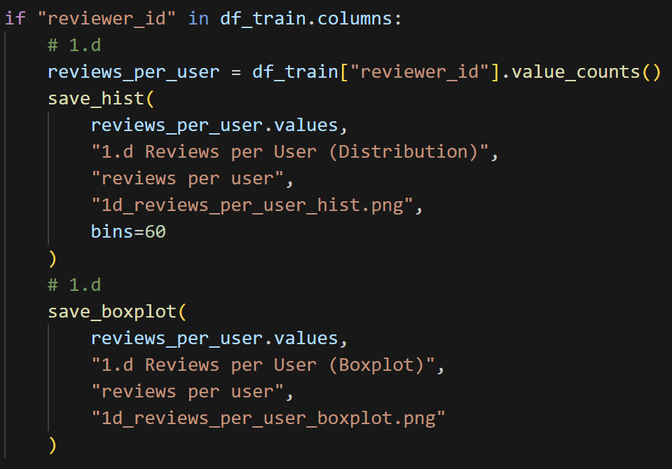 if "reviewer_id" in df_train.columns:
    # 1.d
    reviews_per_user = df_train["reviewer_id"].value_counts()
    save_hist(
        reviews_per_user.values,
        "1.d Reviews per User (Distribution)",
        "reviews per user",
        "1d_reviews_per_user_hist.png",
        bins=60
    )
    # 1.d
    save_boxplot(
        reviews_per_user.values,
        "1.d Reviews per User (Boxplot)",
        "reviews per user",
        "1d_reviews_per_user_boxplot.png"
    )